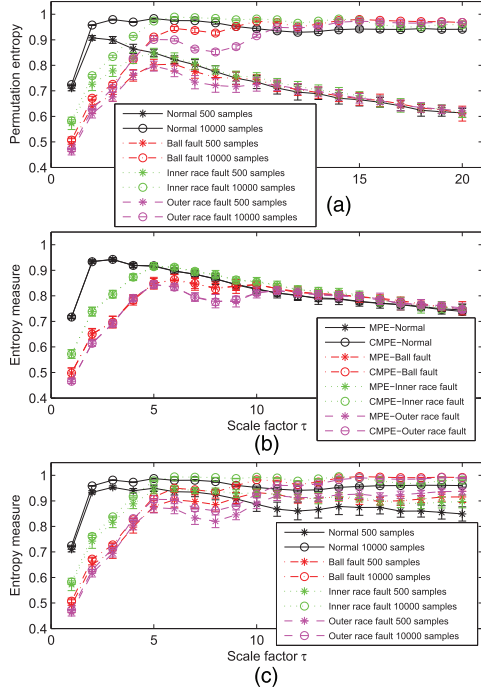 1
0.9
0.8
0.7
0.6
0.5
0.4
Permutation entropy
15
20
Normal 500 samples
Normal 10000 samples
Ball fault 500 samples
Ball fault 10000 samples
Inner race fault 500 samples
Inner race fault 10000 samples
Outer race fault 500 samples
Outer race fault 10000 samples
(a)
1
0.9
0.8
0.7
0.6
0.5
0.4
Entropy measure
0
5
10
Scale factor τ
MPE−Normal
CMPE−Normal
MPE−Ball fault
CMPE−Ball fault
MPE−Inner race fault
CMPE−Inner race fault
MPE−Outer race fault
CMPE−Outer race fault
(b)
1
0.9
0.8
0.7
0.6
0.5
0.4
Entropy measure
0
5
10
15
20
Scale factor τ
Normal 500 samples
Normal 10000 samples
Ball fault 500 samples
Ball fault 10000 samples
Inner race fault 500 samples
Inner race fault 10000 samples
Outer race fault 500 samples
Outer race fault 10000 samples
(c)